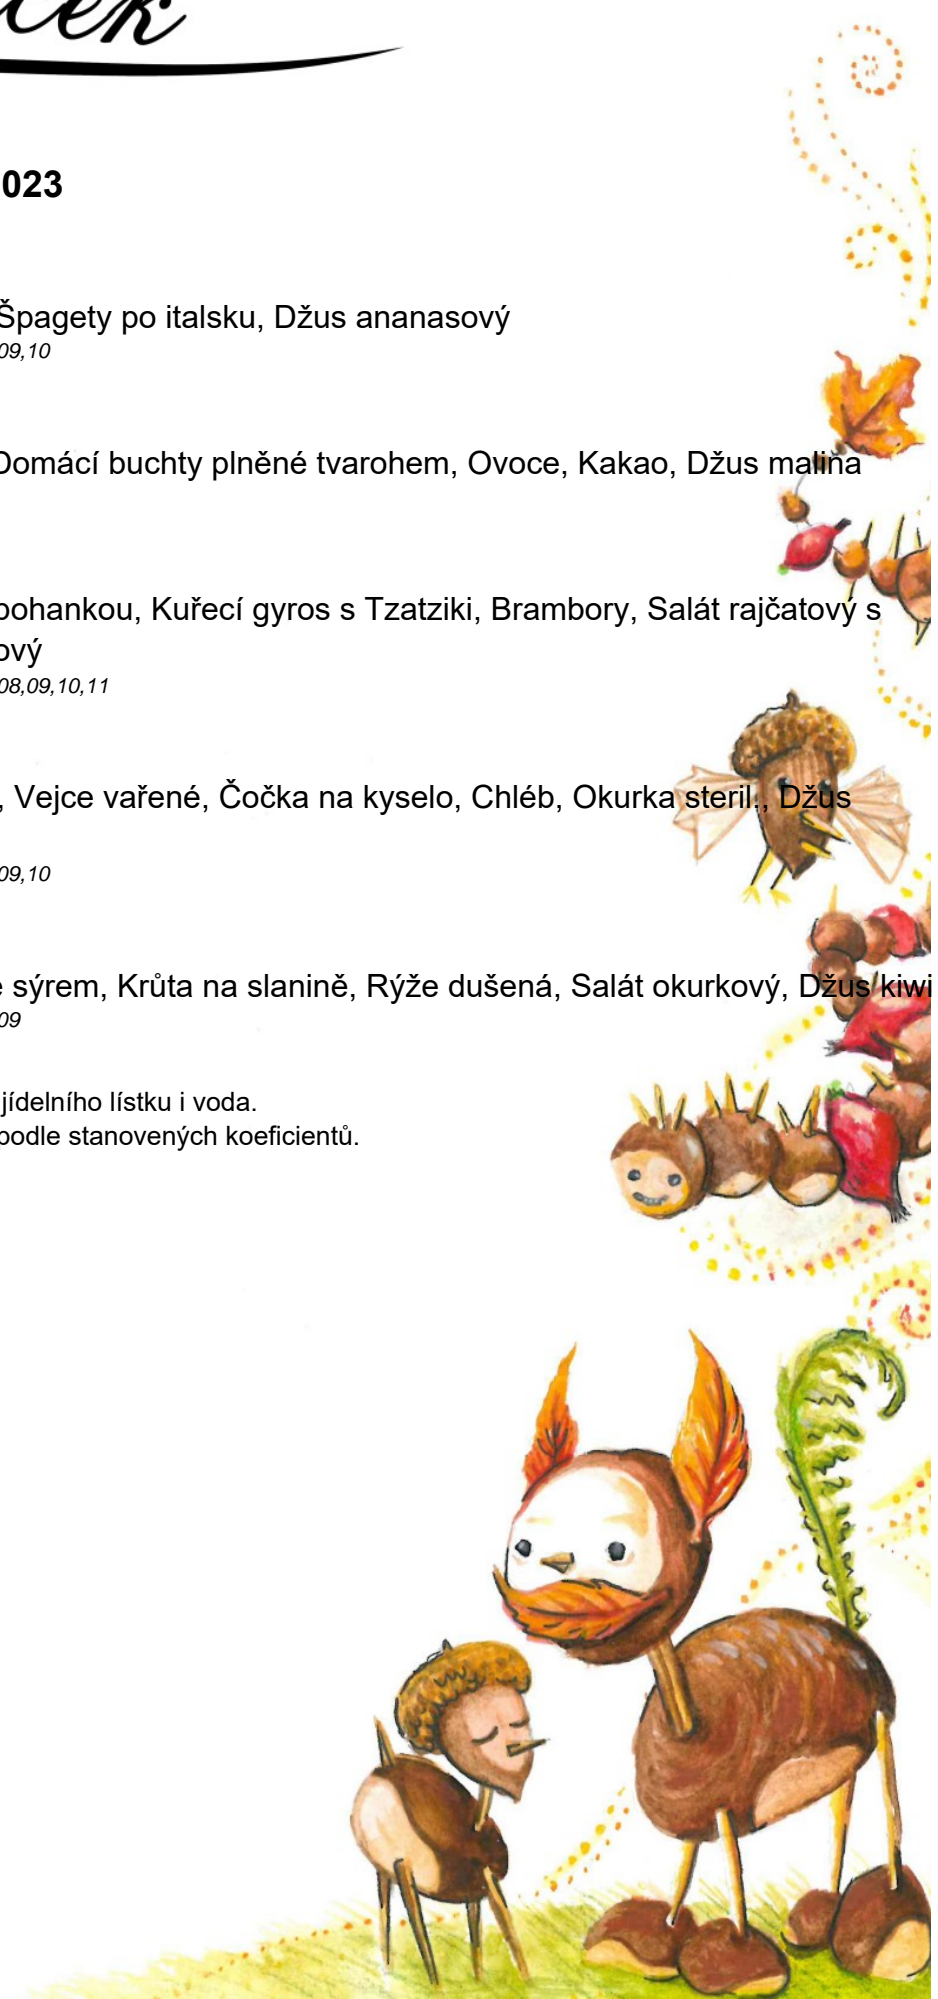 023
Špagety po italsku, Džus ananasový
09,10
Domácí buchty plněné tvarohem, Ovoce, Kakao, Džus malina
pohankou, Kuřecí gyros s Tzatziki, Brambory, Salát rajčatový s
ový
08,09,10,11
, Vejce vařené, Čočka na kyselo, Chléb, Okurka steril., Džus
09,10
e sýrem, Krůta na slanině, Rýže dušená, Salát okurkový, Džus kiwi
09
jídelního lístku i voda.
podle stanovených koeficientů.